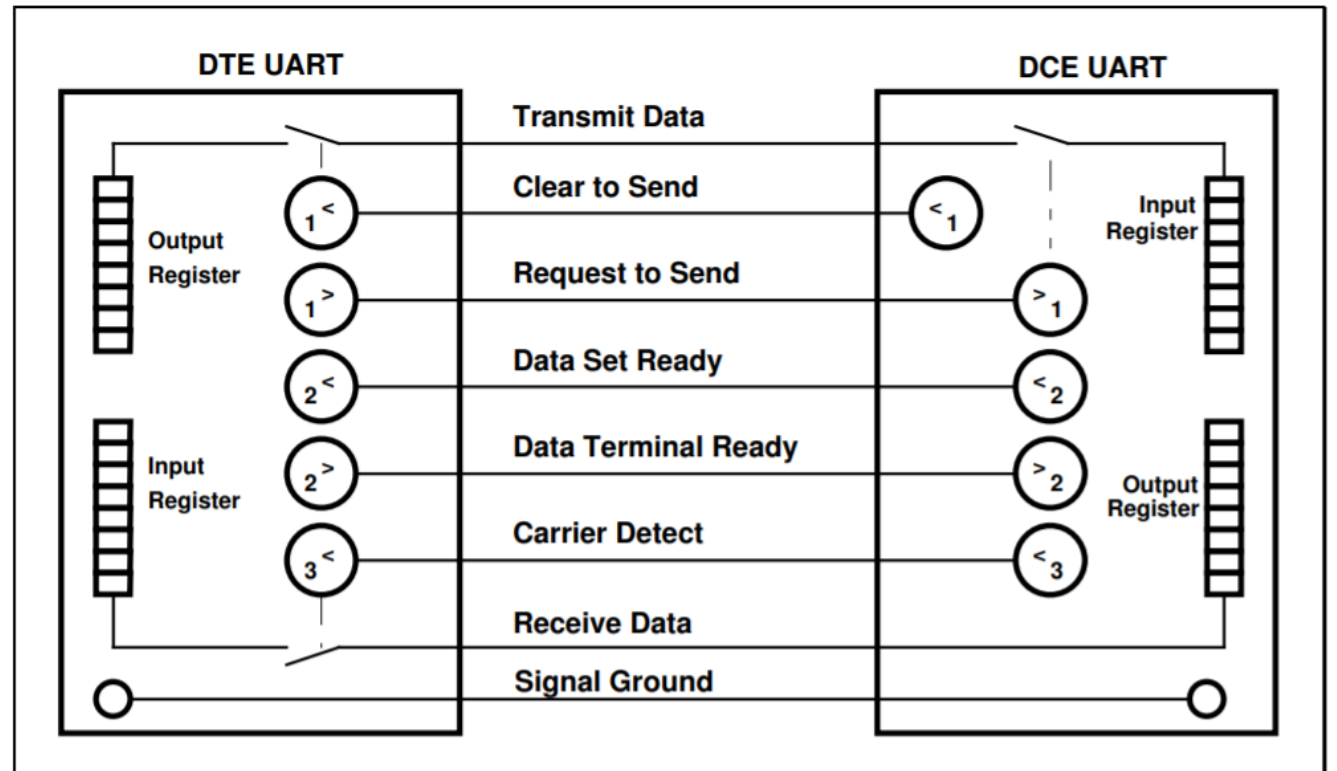 DTE UART
DCE UART
Transmit Data
Clear to Send
1 <
< 1
Output
Register
Input
Register
Request to Send
1 >
> 1
Data Set Ready
2 <
< 2
Data Terminal Ready
2 >
> 2
Input
Register
Output
Register
Carrier Detect
3 <
< 3
Receive Data
Signal Ground